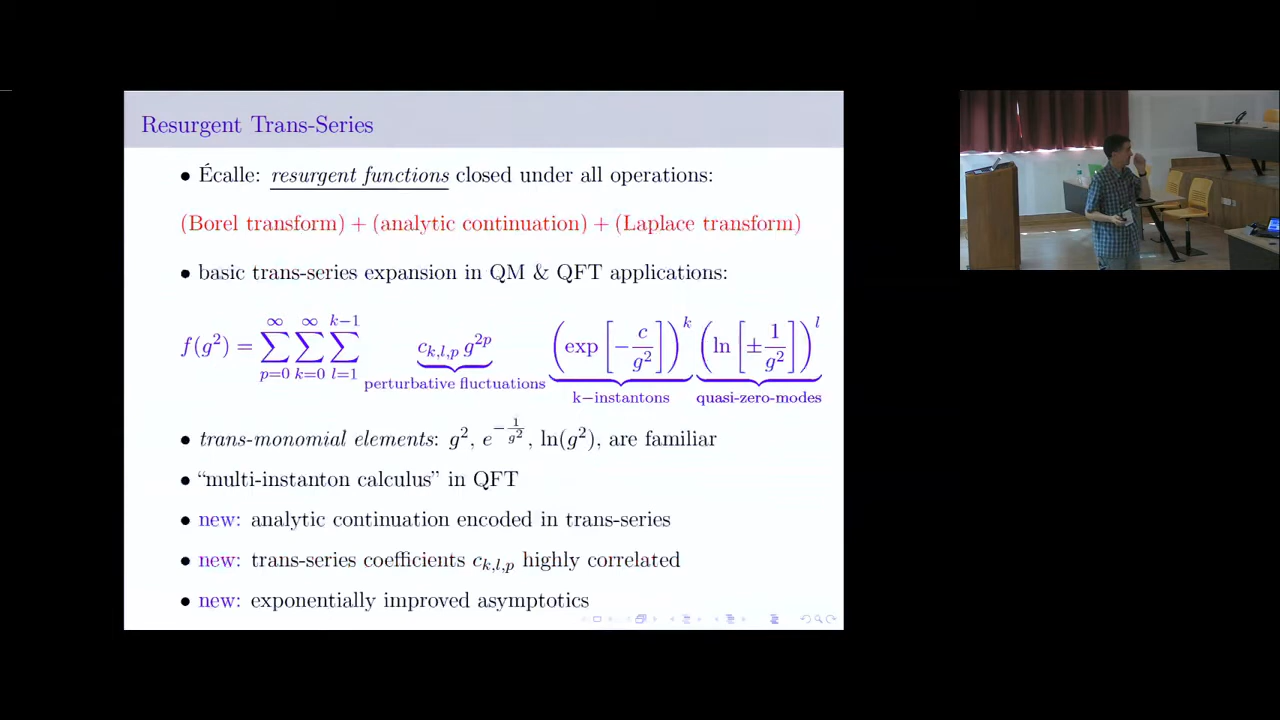 Resurgent Trans-Series
• Écalle: resurgent functions closed under all operations:
(Borel transform) + (analytic continuation) + (Laplace transform)
• basic trans-series expansion in QM & QFT applications:
f(g²) = ∑_{p=0}^{∞} ∑_{k=0}^{∞} ∑_{l=1}^{k−1} c_{k,l,p} g^{2p} (exp[−c/g²])^k (ln[±1/g²])^l
perturbative fluctuations
k−instantons quasi-zero-modes
• trans-monomial elements: g², e^{−1/g²}, ln(g²), are familiar
• “multi-instanton calculus” in QFT
• new: analytic continuation encoded in trans-series
• new: trans-series coefficients c_{k,l,p} highly correlated
• new: exponentially improved asymptotics